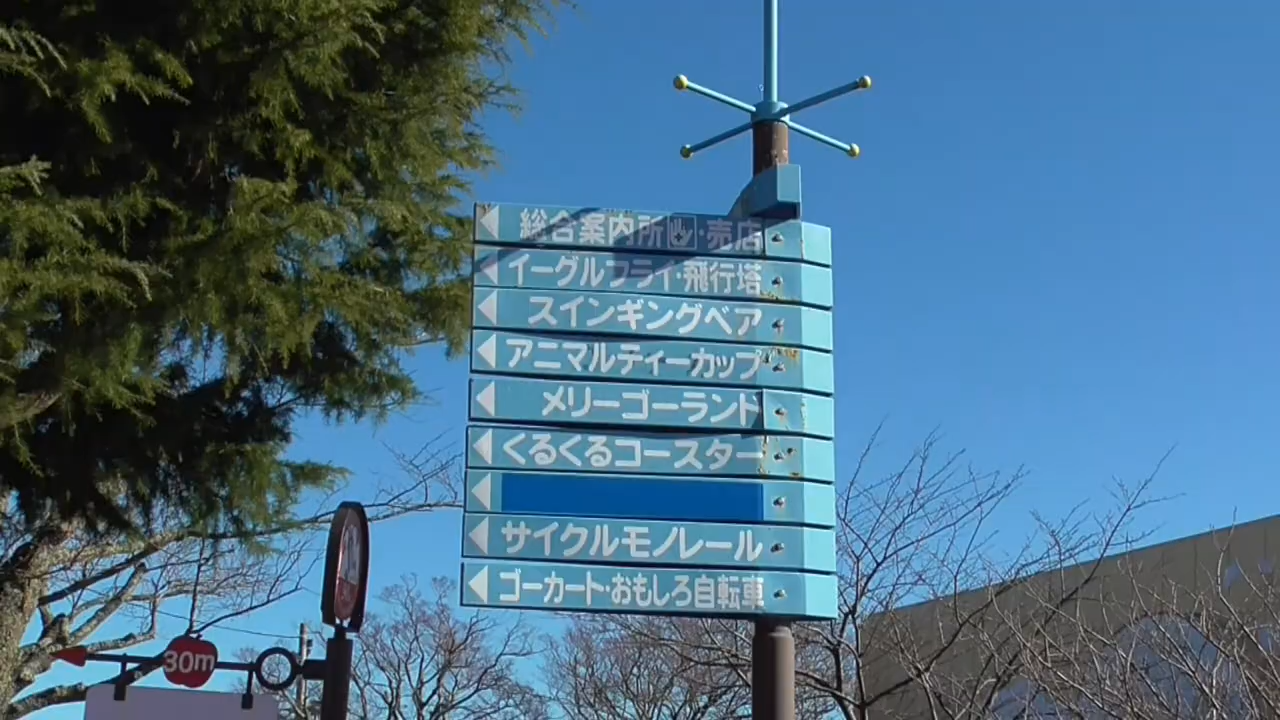 総合案内所・売店
イーグルフライ・飛行塔
スインギングベア
アニマルティーカップ
メリーゴーランド
くるくるコースター
サイクルモノレール
ゴーカート・おもしろ自転車
30m